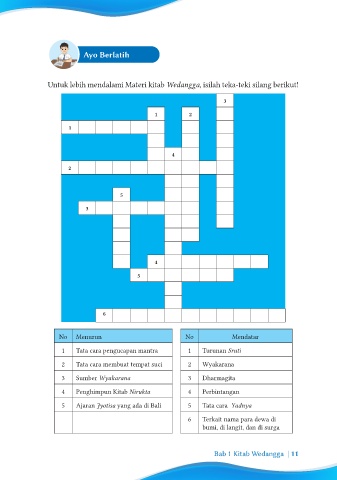 Ayo Berlatih
Untuk lebih mendalami Materi kitab Wedangga, isilah teka-teki silang berikut!
3
1 2
1
4
2
5
3
4
5
6
No Menurun
1 Tata cara pengucapan mantra
2 Tata cara membuat tempat suci
3 Sumber Wyakarana
4 Penghimpun Kitab Nirukta
5 Ajaran Jyotisa yang ada di Bali
No Mendatar
1 Turunan Sruti
2 Wyakarana
3 Dharmagita
4 Perbintangan
5 Tata cara Yadnya
6 Terkait nama para dewa di
bumi, di langit, dan di surga
Bab 1 Kitab Wedangga | 11